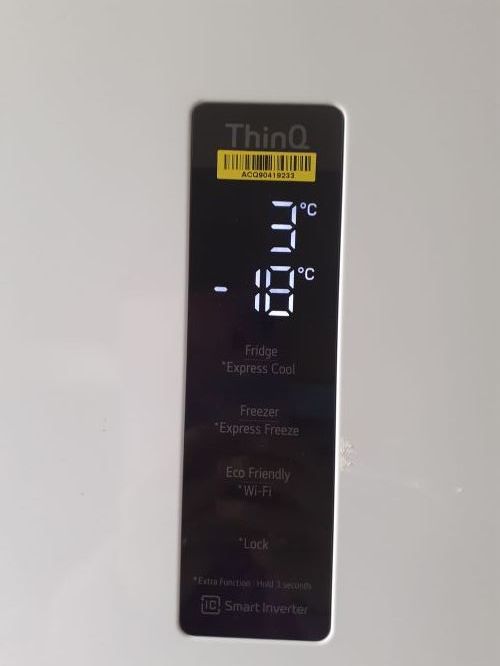 ThinQ
ACQ90419233
3 °C
-18 °C
Fridge
*Express Cool
Freezer
*Express Freeze
Eco Friendly
*Wi-Fi
*Lock
*Extra Function : Hold 3 seconds
IC Smart Inverter